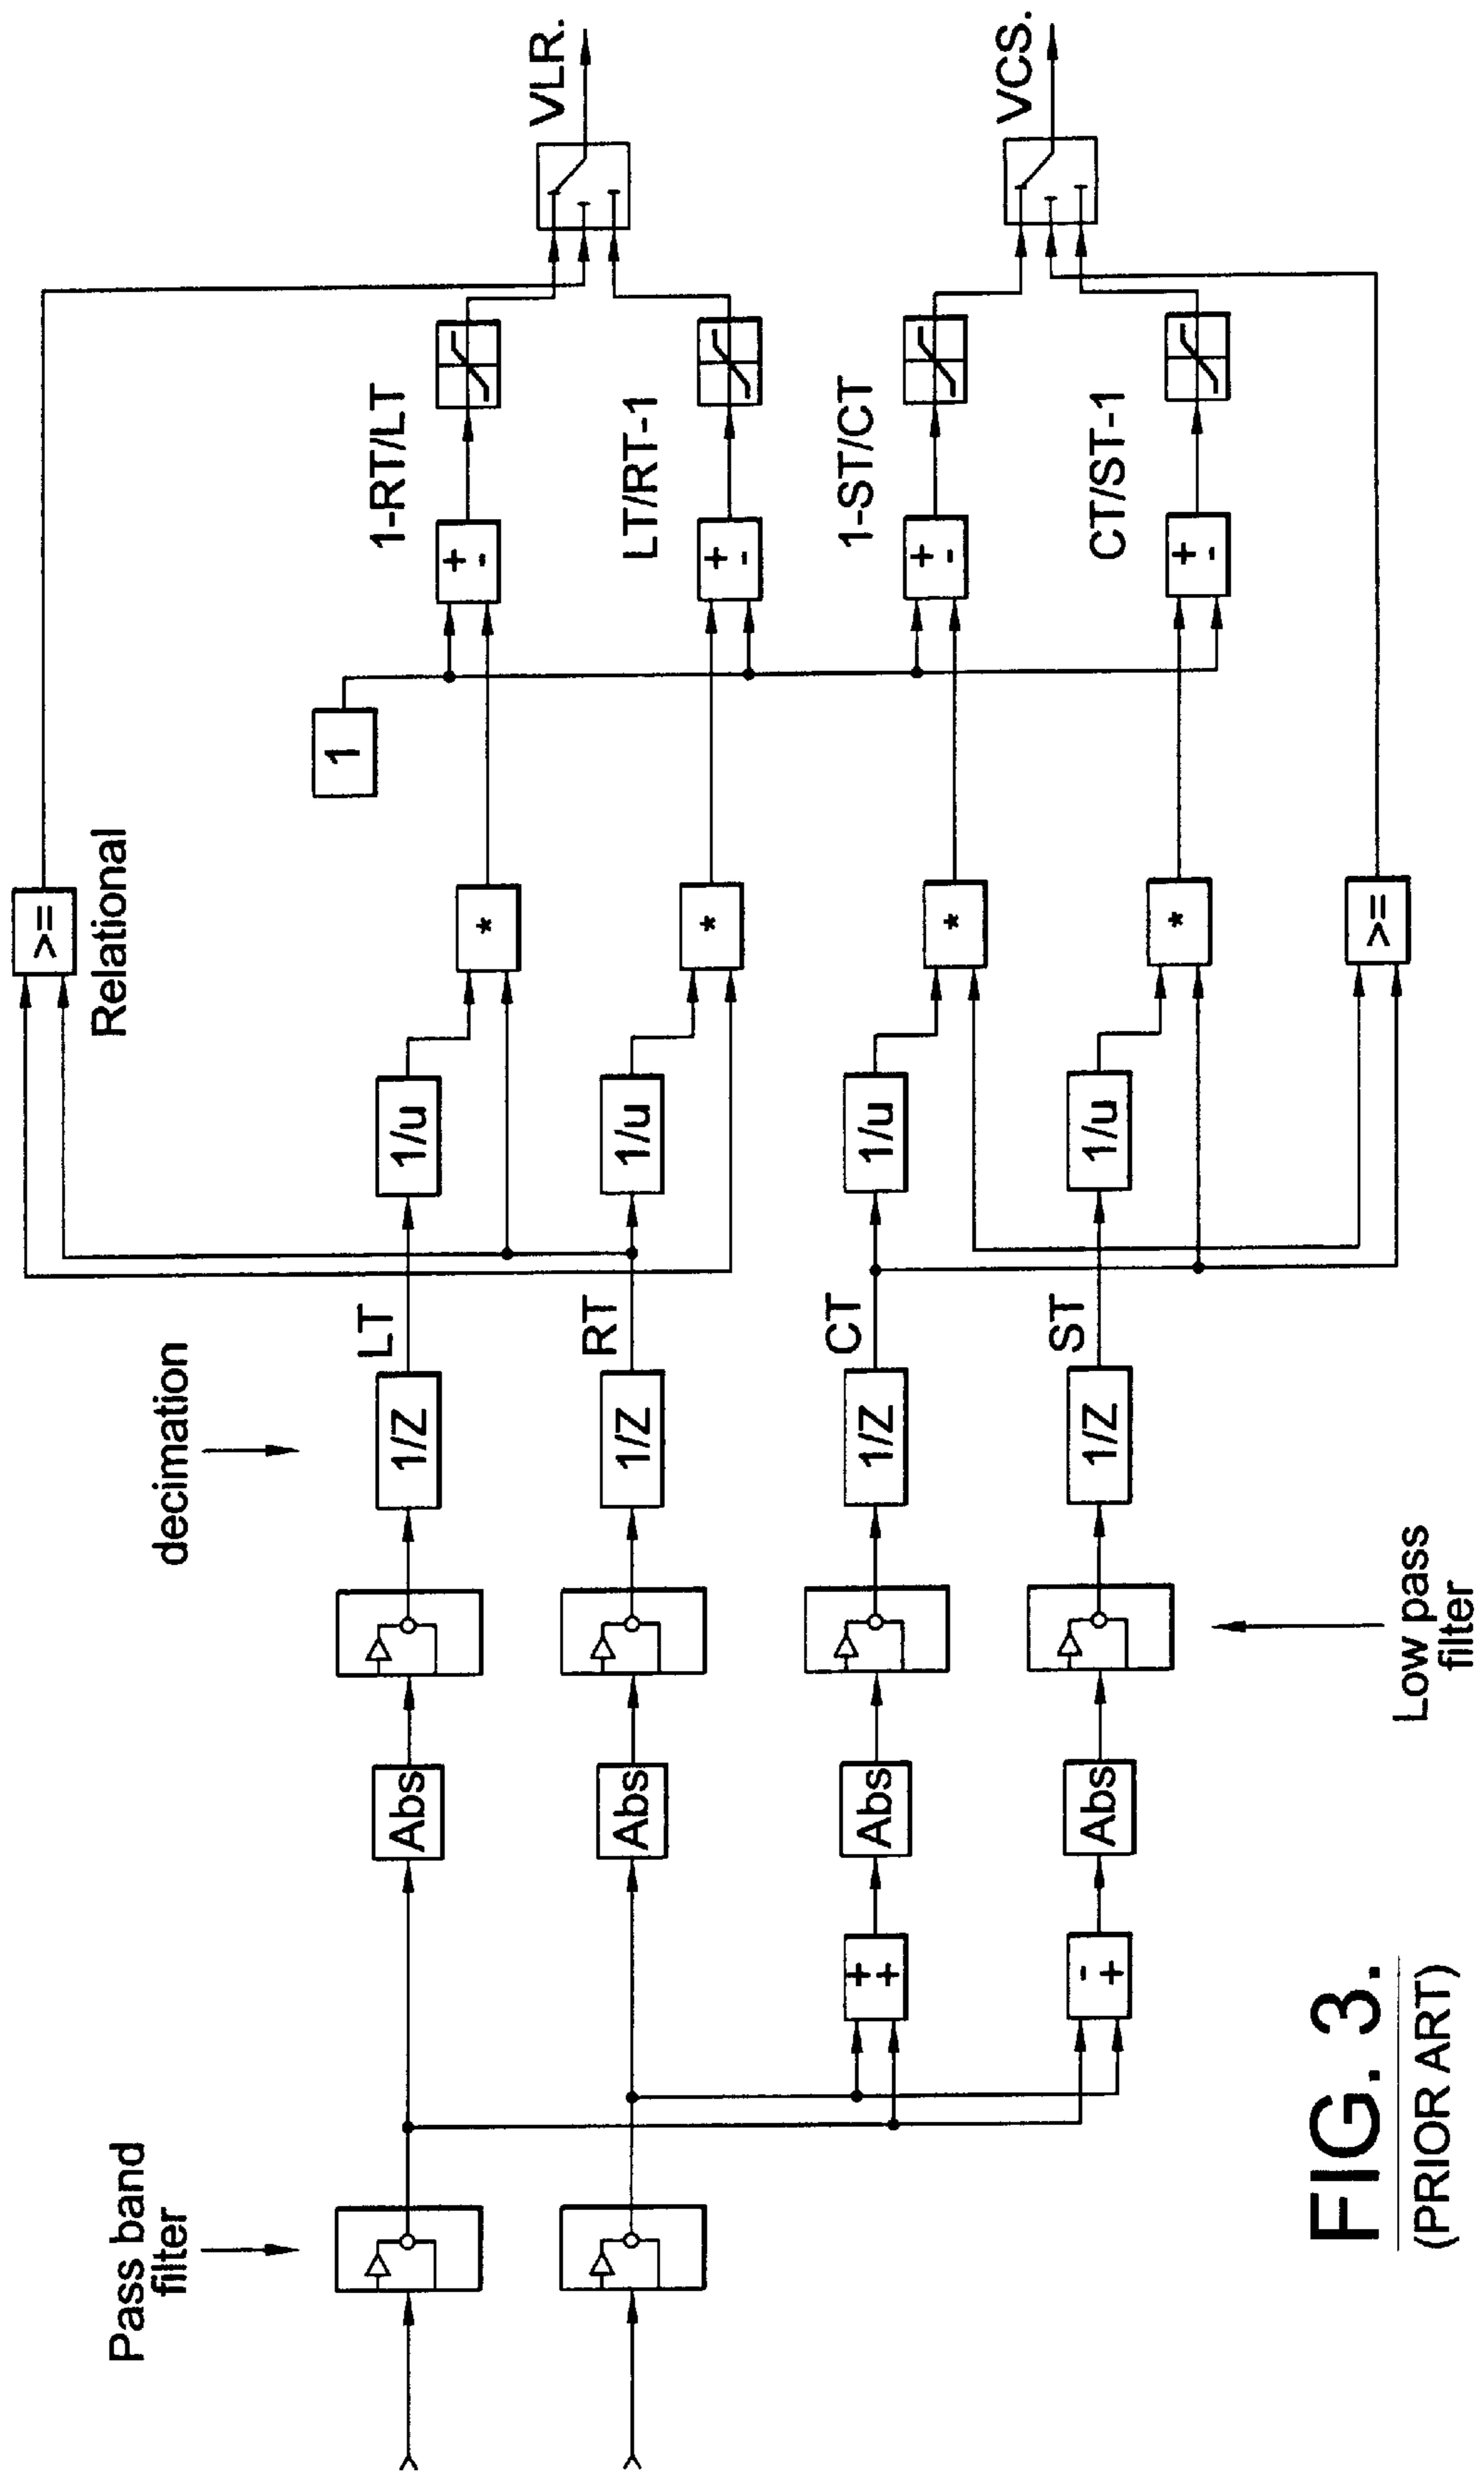 Pass band
filter
decimation
Relational
>=
1
1-RT/LT
VLR.
Abs
1/Z
LT
1/u
*
+
-
LT/RT-1
Abs
1/Z
RT
1/u
*
+
-
1-ST/CT
VCS.
+
+
Abs
1/Z
CT
1/u
*
+
-
CT/ST-1
-
+
Abs
1/Z
ST
1/u
*
+
-
>=
Low pass
filter
FIG. 3.
(PRIOR ART)